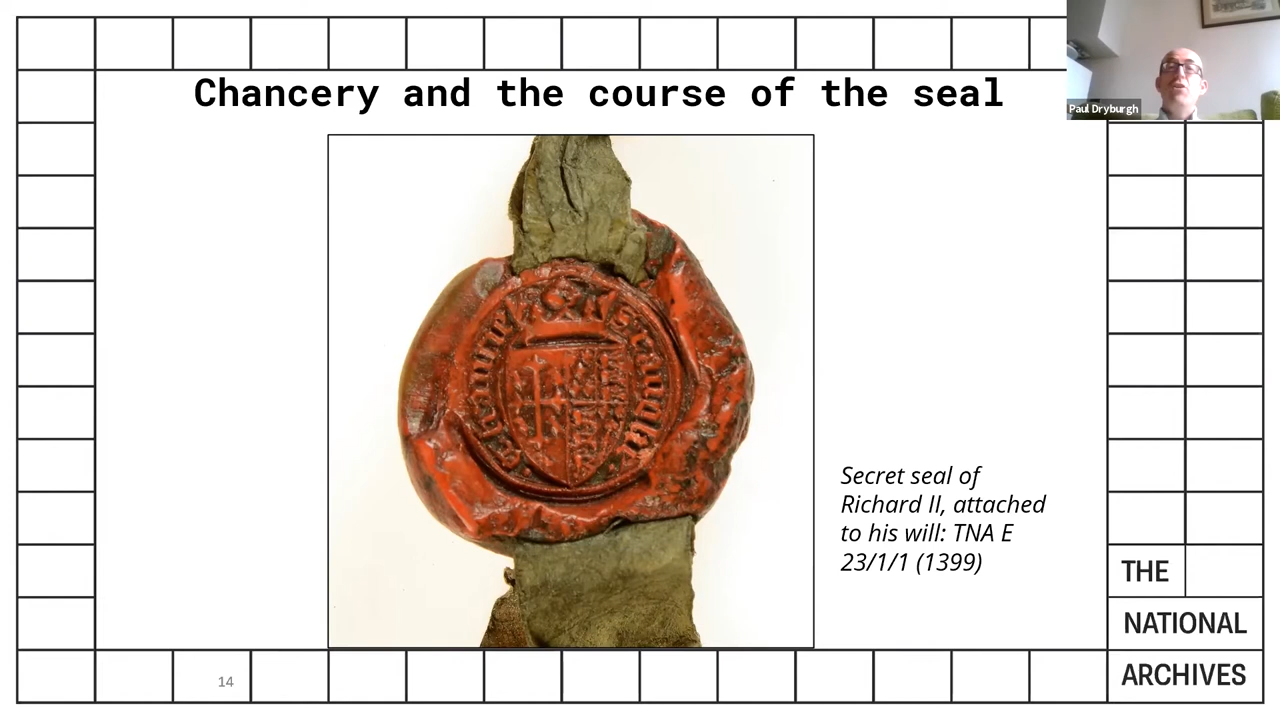 Chancery and the course of the seal
Paul Dryburgh
Secret seal of
Richard II, attached
to his will: TNA E
23/1/1 (1399)
THE
NATIONAL
ARCHIVES
14